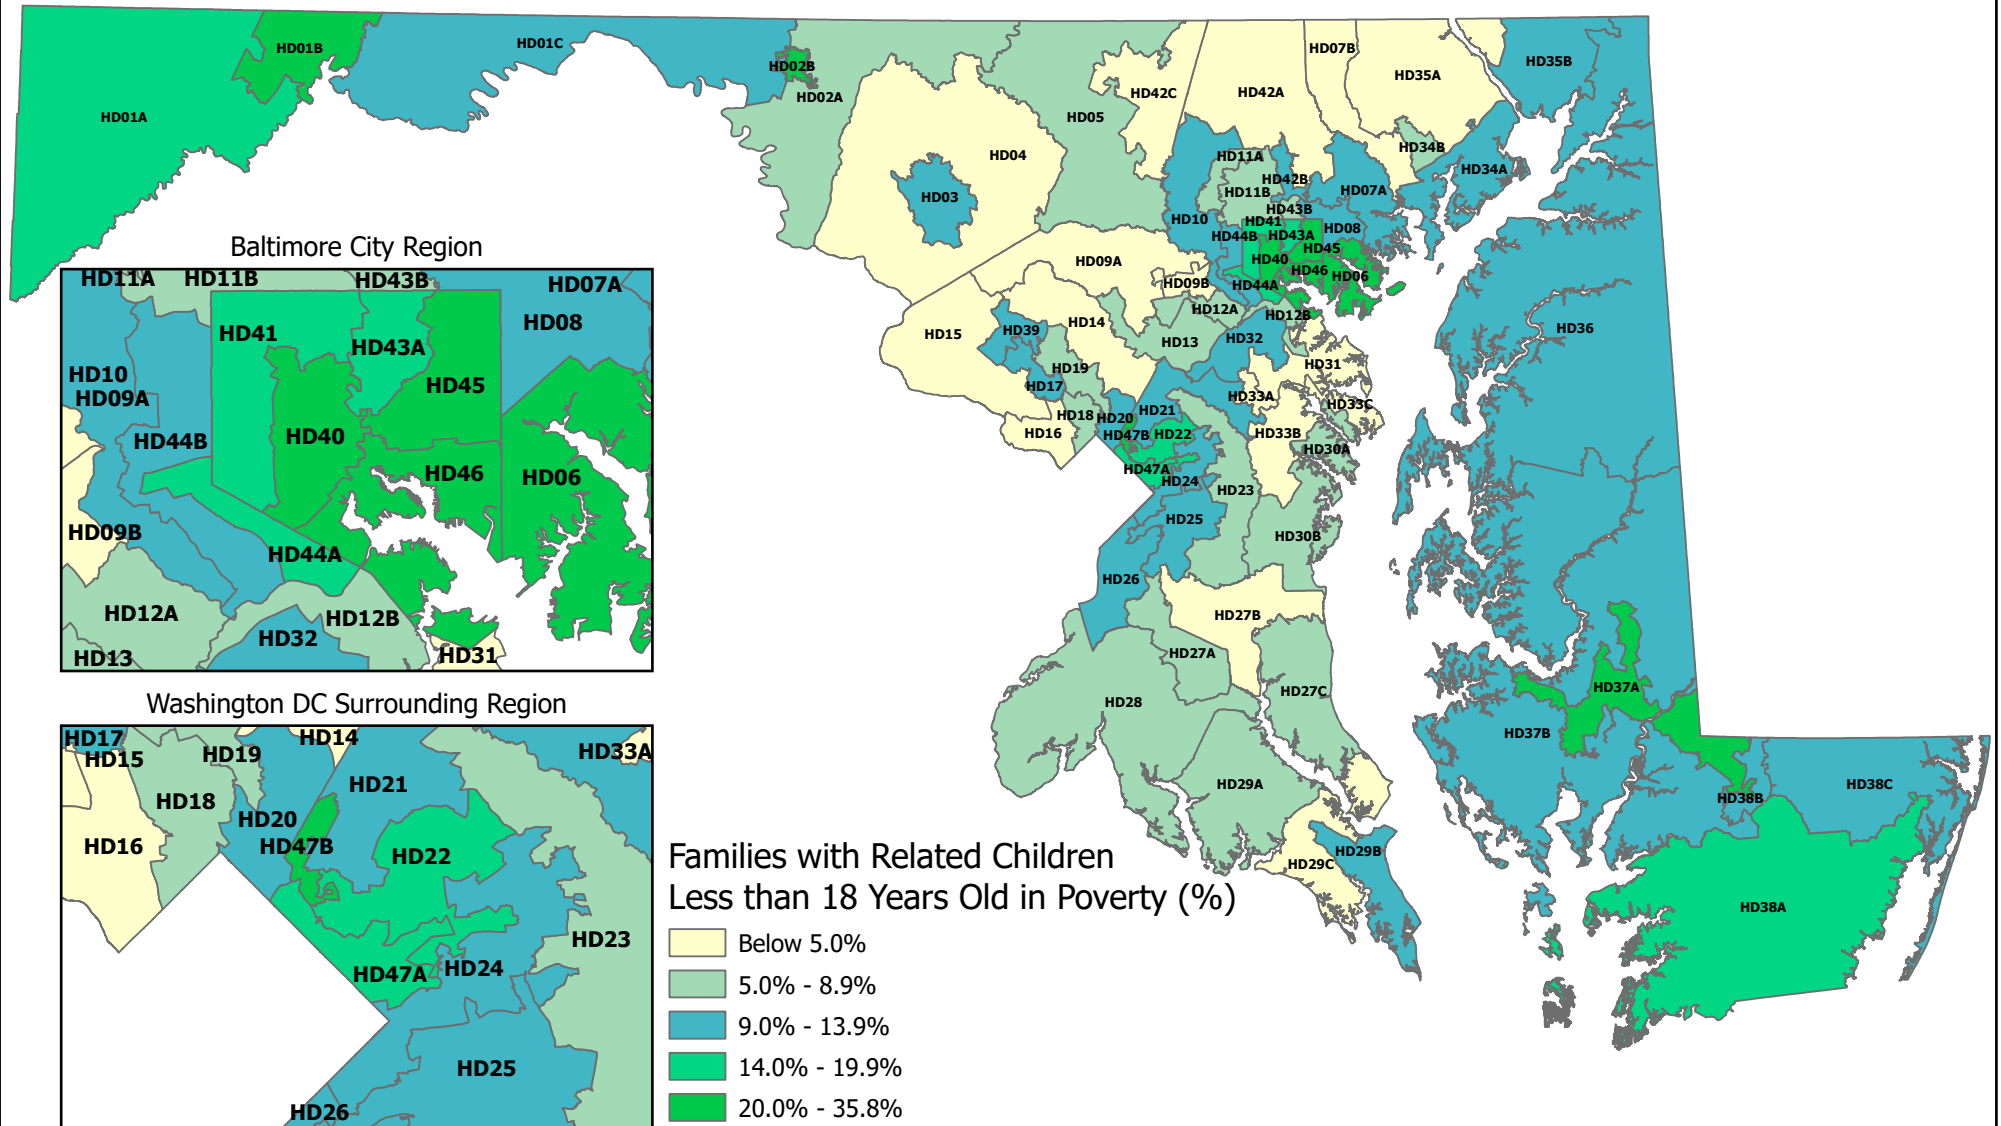 HD01B
HD01C
HD01A
HD02B
HD02A
HD05
HD42C
HD42A
HD07B
HD35A
HD35B
HD04
HD03
HD11A
HD11B
HD42B
HD07A
HD34B
HD34A
HD10
HD43B
HD41
HD44B
HD43A
HD08
HD45
HD40
HD46
HD06
HD44A
HD09A
HD09B
HD12A
HD12B
HD15
HD39
HD14
HD13
HD32
HD31
HD36
HD19
HD17
HD33A
HD33C
HD18
HD20
HD21
HD16
HD47B
HD22
HD33B
HD30A
HD47A
HD24
HD23
HD25
HD30B
HD26
HD27B
HD27A
HD27C
HD28
HD29A
HD29B
HD29C
HD37A
HD37B
HD38B
HD38C
HD38A
Baltimore City Region
HD11A
HD11B
HD43B
HD07A
HD41
HD43A
HD08
HD10
HD09A
HD45
HD44B
HD40
HD46
HD06
HD09B
HD44A
HD12A
HD12B
HD32
HD13
HD31
Washington DC Surrounding Region
HD17
HD15
HD19
HD14
HD33A
HD18
HD21
HD20
HD16
HD47B
HD22
HD23
HD47A
HD24
HD25
HD26
Families with Related Children
Less than 18 Years Old in Poverty (%)
Below 5.0%
5.0% - 8.9%
9.0% - 13.9%
14.0% - 19.9%
20.0% - 35.8%